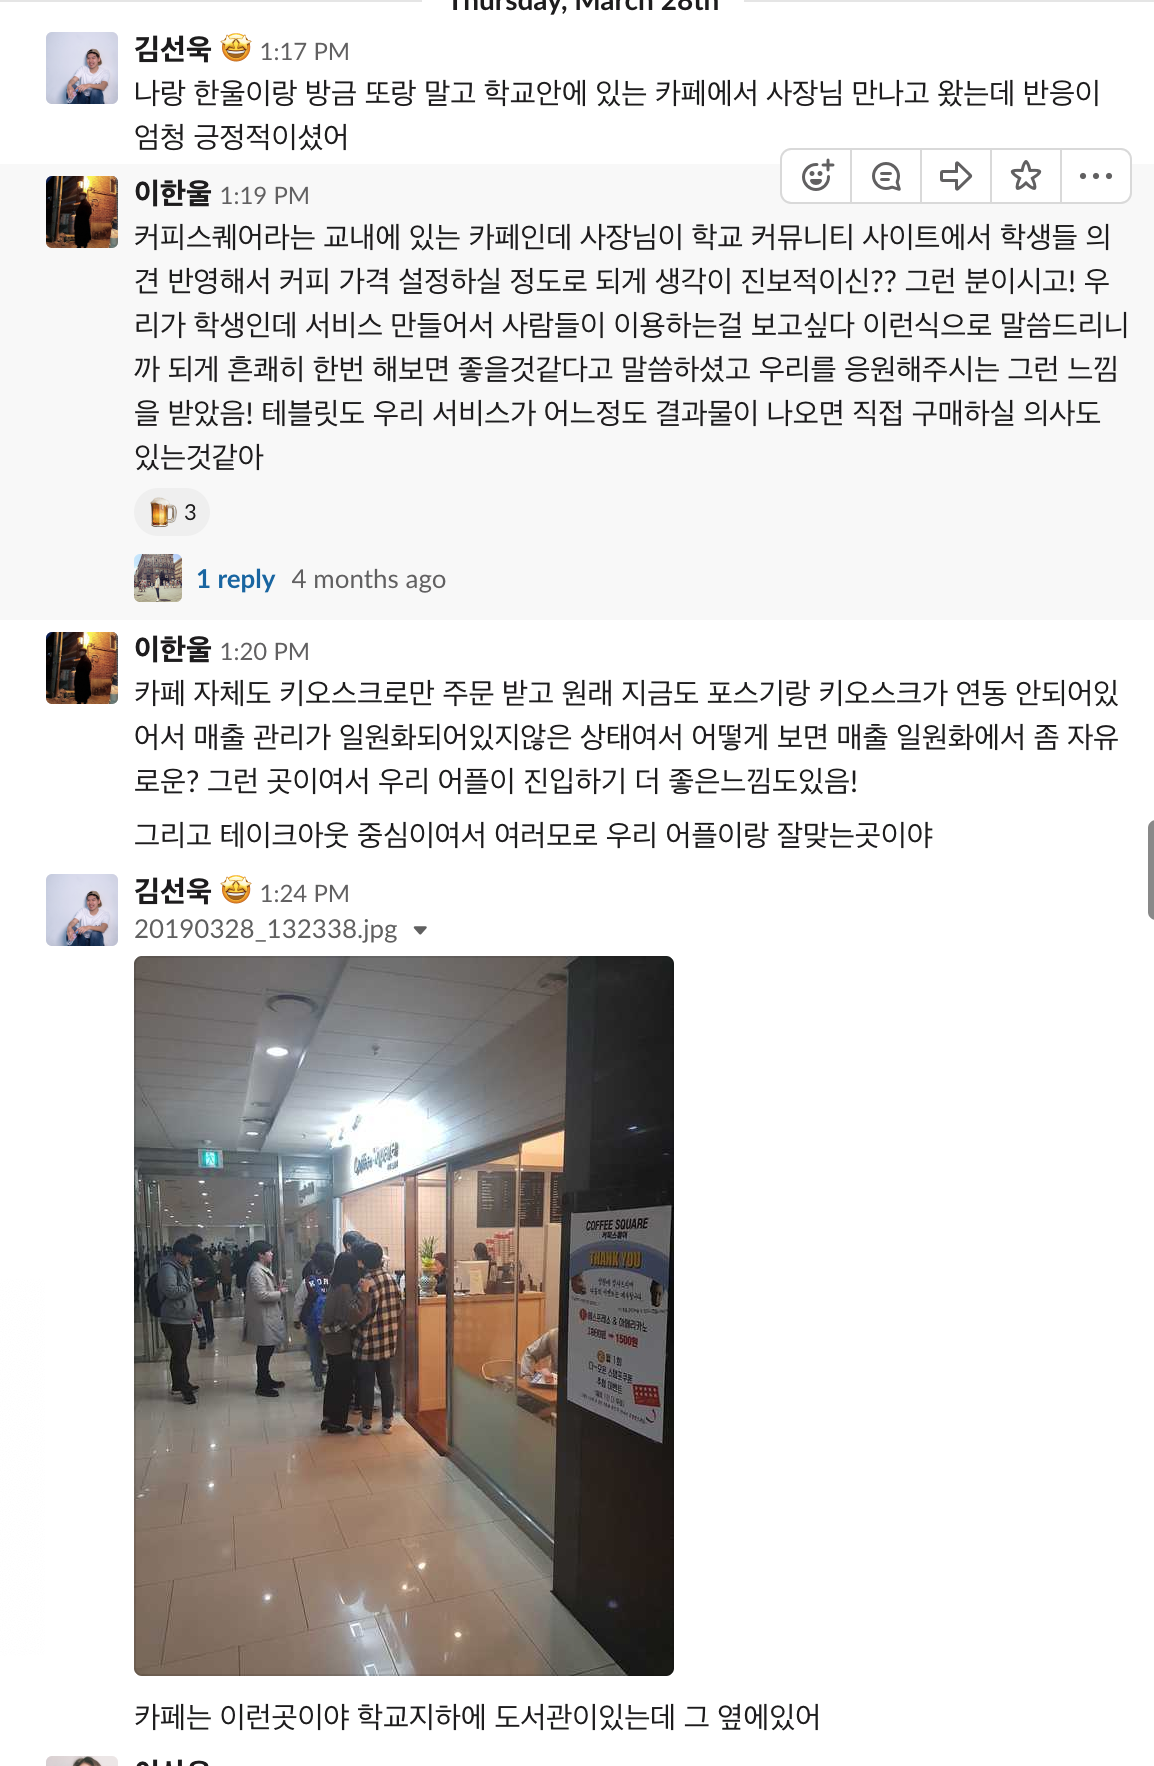 Thursday, March 28th
김선욱 🤩 1:17 PM
나랑 한울이랑 방금 또랑 말고 학교안에 있는 카페에서 사장님 만나고 왔는데 반응이
엄청 긍정적이셨어
이한울 1:19 PM
커피스퀘어라는 교내에 있는 카페인데 사장님이 학교 커뮤니티 사이트에서 학생들 의
견 반영해서 커피 가격 설정하실 정도로 되게 생각이 진보적이신?? 그런 분이시고! 우
리가 학생인데 서비스 만들어서 사람들이 이용하는걸 보고싶다 이런식으로 말씀드리니
까 되게 흔쾌히 한번 해보면 좋을것같다고 말씀하셨고 우리를 응원해주시는 그런 느낌
을 받았음! 테블릿도 우리 서비스가 어느정도 결과물이 나오면 직접 구매하실 의사도
있는것같아
🍺 3
1 reply 4 months ago
이한울 1:20 PM
카페 자체도 키오스크로만 주문 받고 원래 지금도 포스기랑 키오스크가 연동 안되어있
어서 매출 관리가 일원화되어있지않은 상태여서 어떻게 보면 매출 일원화에서 좀 자유
로운? 그런 곳이여서 우리 어플이 진입하기 더 좋은느낌도있음!
그리고 테이크아웃 중심이여서 여러모로 우리 어플이랑 잘맞는곳이야
김선욱 🤩 1:24 PM
20190328_132338.jpg
COFFEE SQUARE
커피스퀘어
THANK YOU
에스프레소 & 아메리카노
1500원
카페는 이런곳이야 학교지하에 도서관이있는데 그 옆에있어